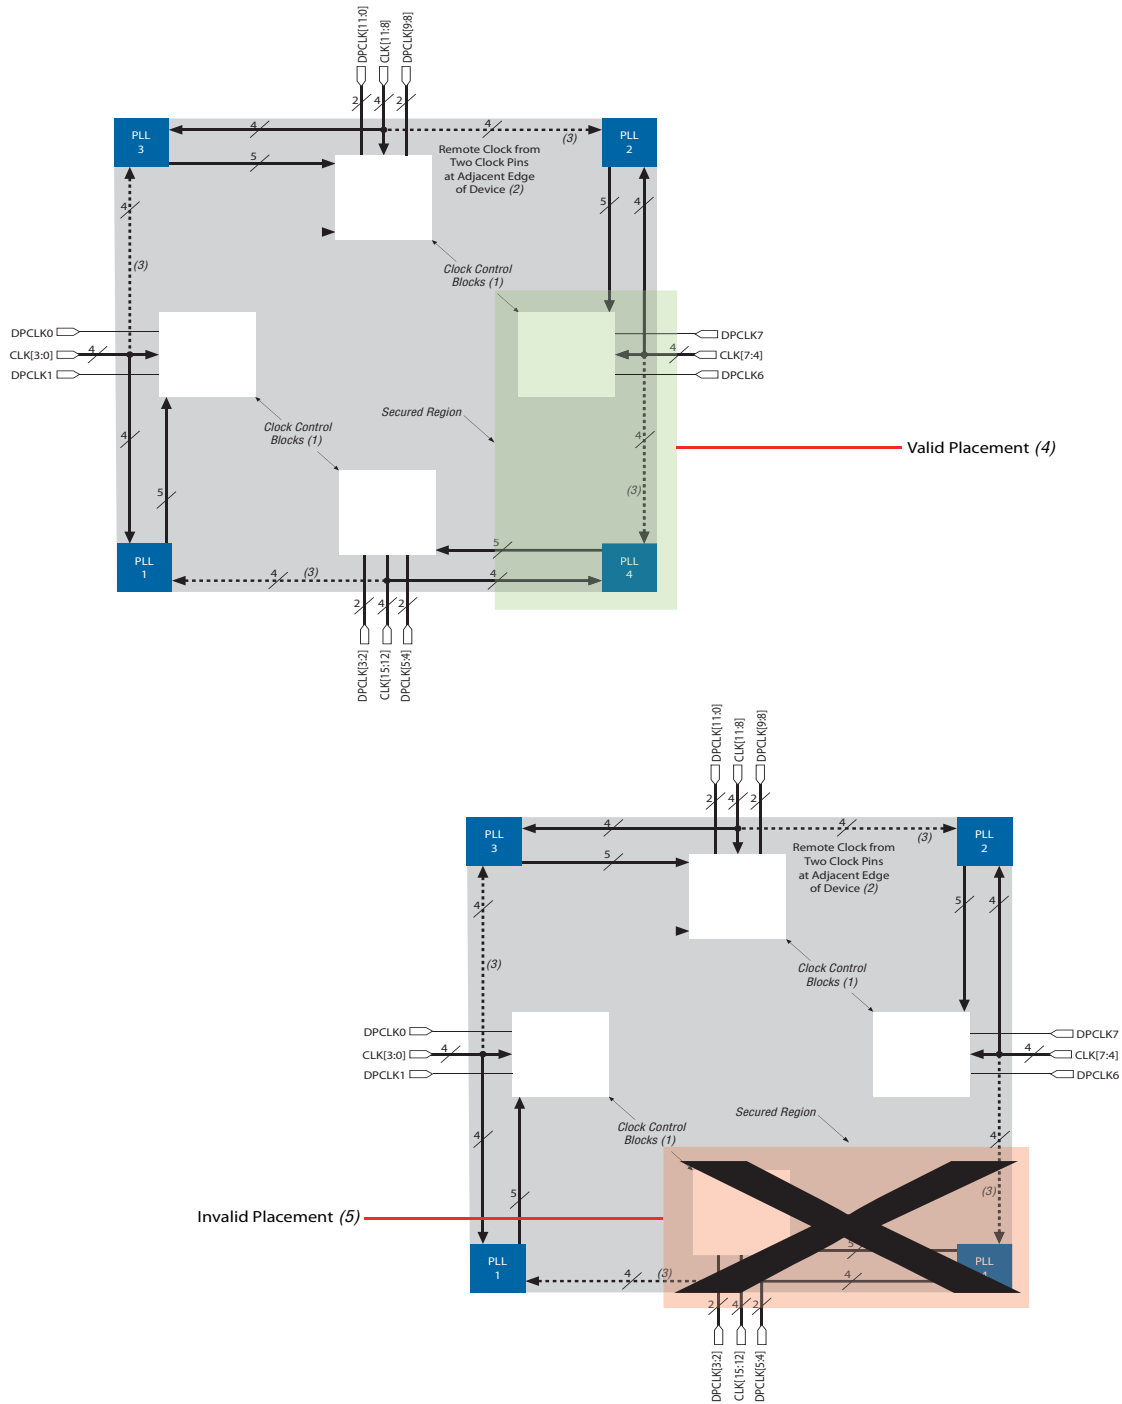 DPCLK[11:0]
CLK[11:8]
DPCLK[9:8]
2
4
2
PLL
3
4
4
(3)
PLL
2
5
Remote Clock from
Two Clock Pins
at Adjacent Edge
of Device (2)
4
5
4
(3)
Clock Control
Blocks (1)
DPCLK0
CLK[3:0]
4
DPCLK1
DPCLK7
4
CLK[7:4]
DPCLK6
Secured Region
Clock Control
Blocks (1)
4
4
Valid Placement (4)
5
(3)
5
PLL
1
4
(3)
4
PLL
4
2
4
2
DPCLK[3:2]
CLK[15:12]
DPCLK[5:4]
DPCLK[11:0]
CLK[11:8]
DPCLK[9:8]
2
4
2
PLL
3
4
4
(3)
PLL
2
5
Remote Clock from
Two Clock Pins
at Adjacent Edge
of Device (2)
4
5
4
(3)
Clock Control
Blocks (1)
DPCLK0
CLK[3:0]
4
DPCLK1
DPCLK7
4
CLK[7:4]
DPCLK6
Secured Region
Clock Control
Blocks (1)
4
4
(3)
5
Invalid Placement (5)
5
PLL
1
4
(3)
4
PLL
2
4
2
DPCLK[3:2]
CLK[15:12]
DPCLK[5:4]